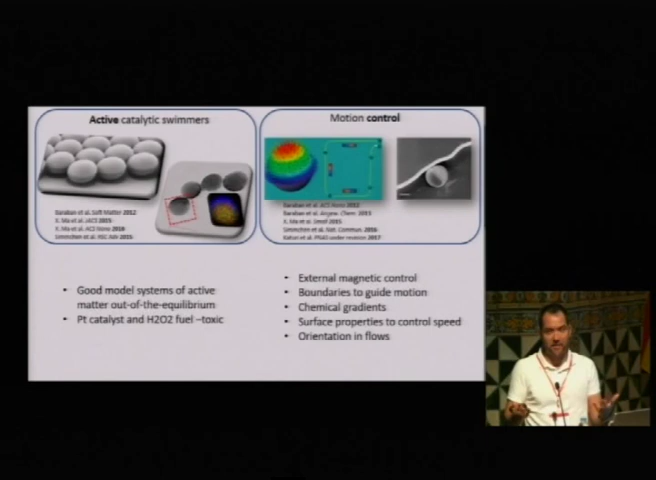 Active catalytic swimmers
Baraban et al. Soft Matter 2012
X. Ma et al. JACS 2015
X. Ma et al. ACS Nano 2016
Simmchen et al. RSC Adv 2015
Good model systems of active
matter out-of-the-equilibrium
Pt catalyst and H2O2 fuel –toxic
Motion control
Baraban et al. ACS Nano 2012
Baraban et al. Angew. Chem. 2013
X. Ma et al. Small 2015
Simmchen et al. Nat. Commun. 2016
Katuri et al. under revision 2017
External magnetic control
Boundaries to guide motion
Chemical gradients
Surface properties to control speed
Orientation in flows